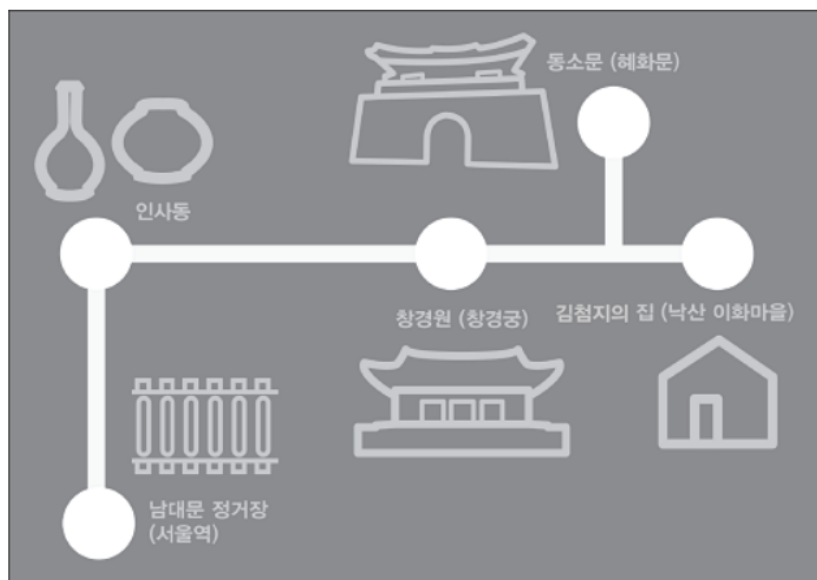 동소문 (혜화문)
인사동
창경원 (창경궁)
김첨지의 집 (낙산 이화마을)
남대문 정거장
(서울역)